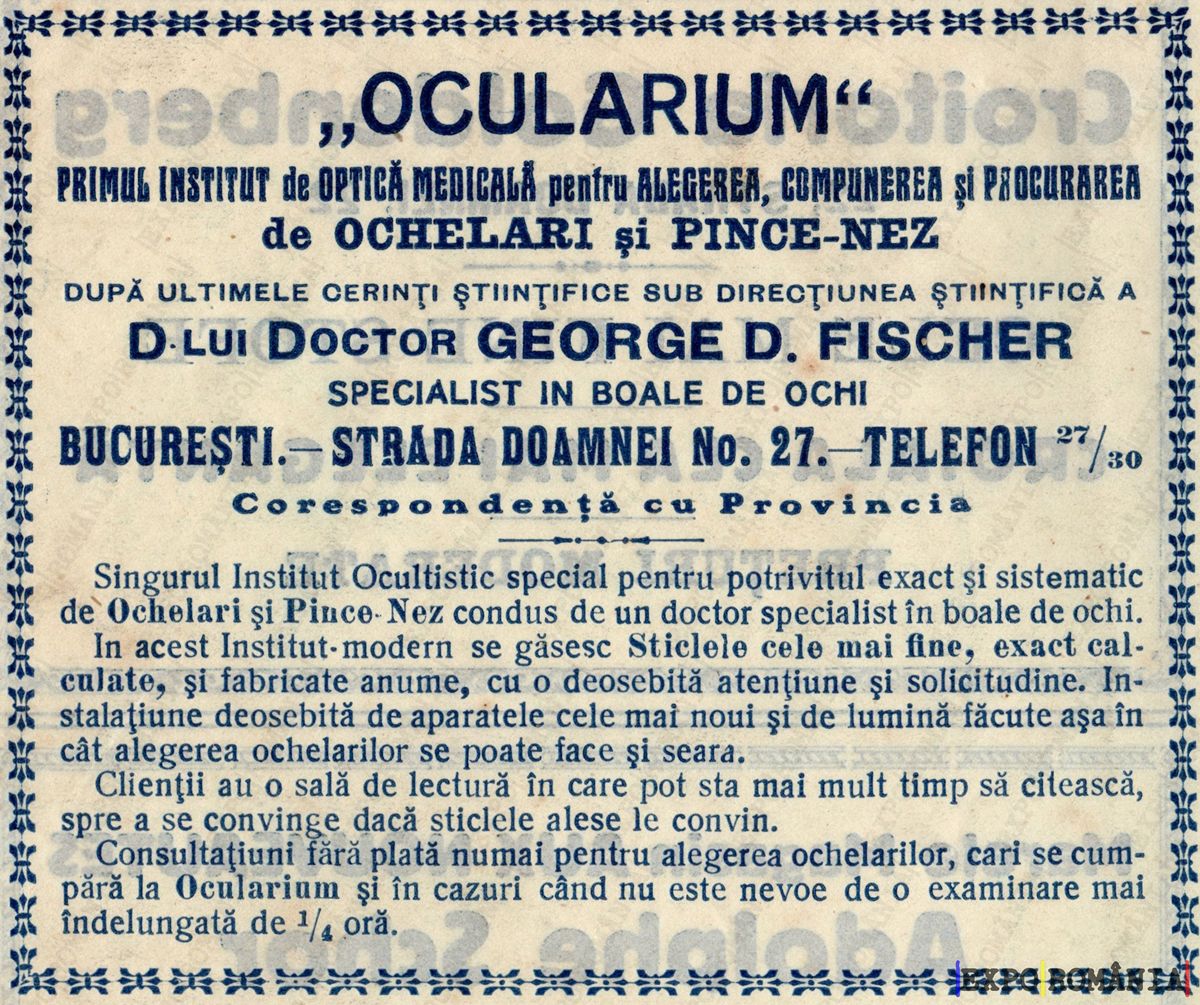 „OCULARIUM“
PRIMUL INSTITUT de OPTICĂ MEDICALĂ pentru ALEGEREA, COMPUNEREA şi PROCURAREA
de OCHELARI şi PINCE-NEZ
DUPĂ ULTIMELE CERINŢI ŞTIINŢIFICE SUB DIRECŢIUNEA ŞTIINŢIFICĂ A
D-LUI DOCTOR GEORGE D. FISCHER
SPECIALIST IN BOALE DE OCHI
BUCUREŞTI.—STRADA DOAMNEI No. 27.—TELEFON 27/30
Corespondenţă cu Provincia
Singurul Institut Ocultistic special pentru potrivitul exact şi sistematic
de Ochelari şi Pince-Nez condus de un doctor specialist în boale de ochi.
In acest Institut-modern se găsesc Sticlele cele mai fine, exact cal-
culate, şi fabricate anume, cu o deosebită atenţiune şi solicitudine. In-
stalaţiune deosebită de aparatele cele mai noui şi de lumină făcute aşa în
cât alegerea ochelarilor se poate face şi seara.
Clienţii au o sală de lectură în care pot sta mai mult timp să citească,
spre a se convinge dacă sticlele alese le convin.
Consultaţiuni fără plată numai pentru alegerea ochelarilor, cari se cum-
pără la Ocularium şi în cazuri când nu este nevoe de o examinare mai
îndelungată de 1/4 oră.
EXPO ROMÂNIA